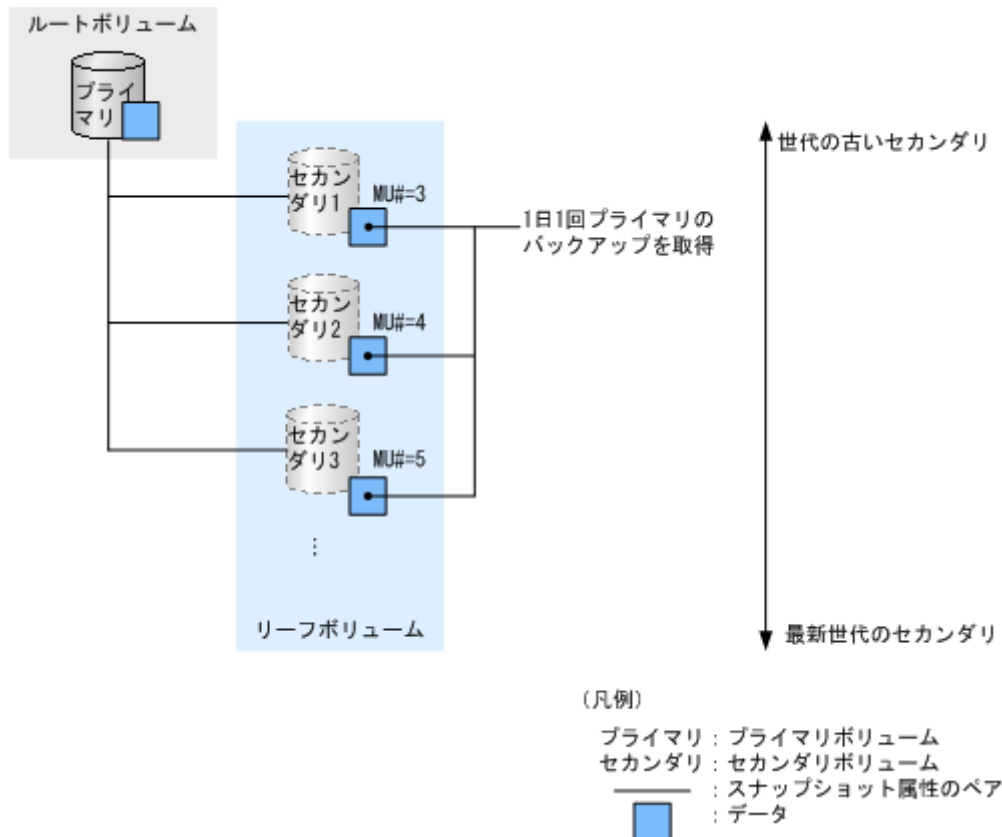 ルートボリューム
プライ
マリ
セカン
ダリ1
MU#=3
世代の古いセカンダリ
1日1回プライマリの
バックアップを取得
セカン
ダリ2
MU#=4
セカン
ダリ3
MU#=5
⋮
リーフボリューム
最新世代のセカンダリ
(凡例)
プライマリ : プライマリボリューム
セカンダリ : セカンダリボリューム
: スナップショット属性のペア
: データ